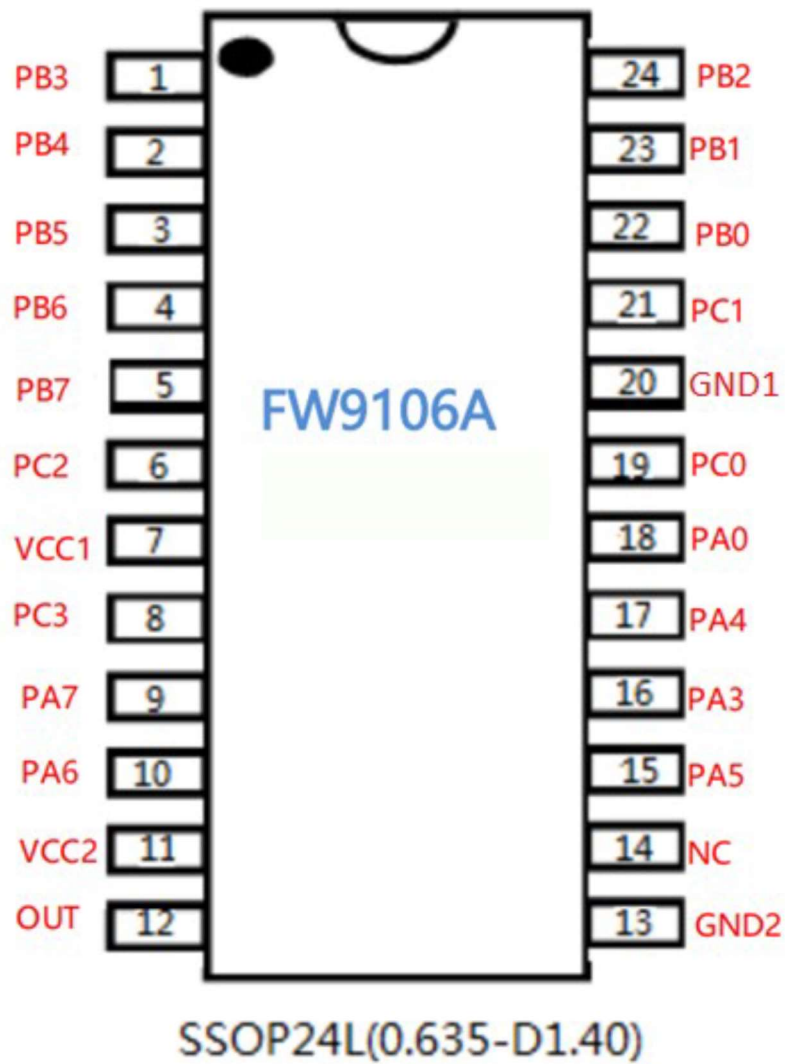 PB3 1 24 PB2
PB4 2 23 PB1
PB5 3 22 PB0
PB6 4 21 PC1
PB7 5 20 GND1
FW9106A
PC2 6 19 PC0
VCC1 7 18 PA0
PC3 8 17 PA4
PA7 9 16 PA3
PA6 10 15 PA5
VCC2 11 14 NC
OUT 12 13 GND2
SSOP24L(0.635-D1.40)